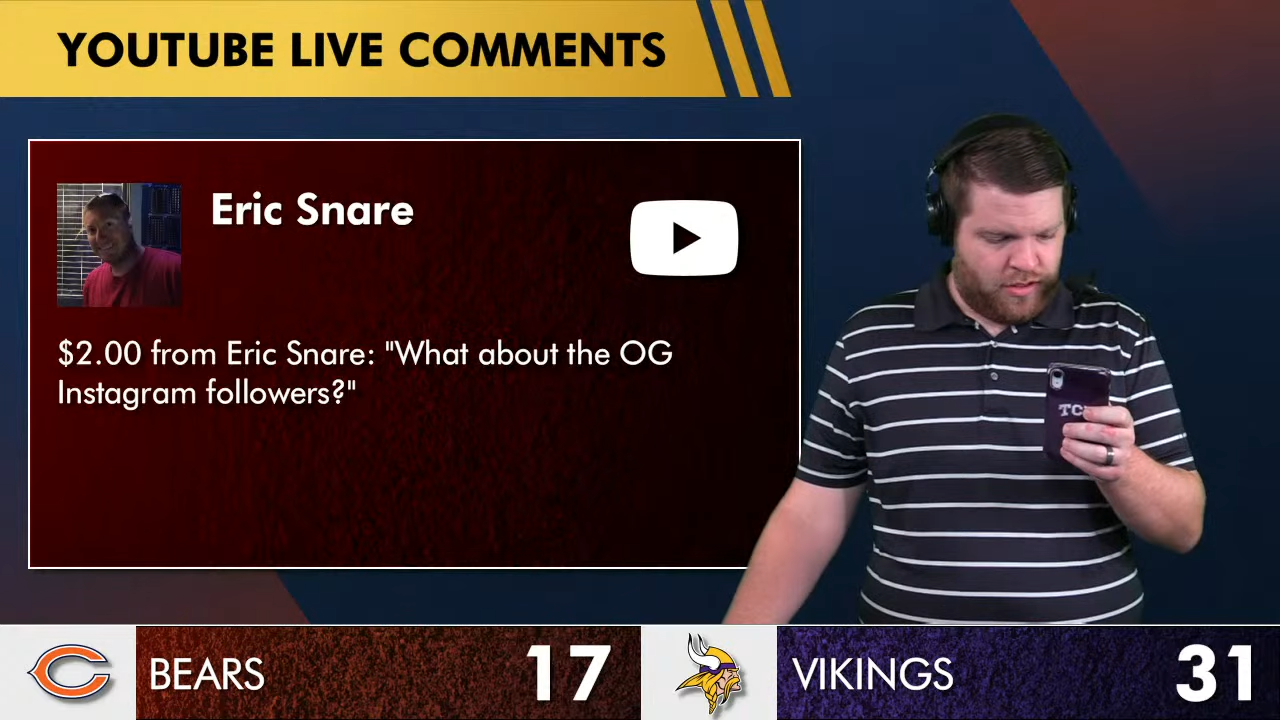 YOUTUBE LIVE COMMENTS
Eric Snare
$2.00 from Eric Snare: "What about the OG
Instagram followers?"
TC
BEARS 17 VIKINGS 31